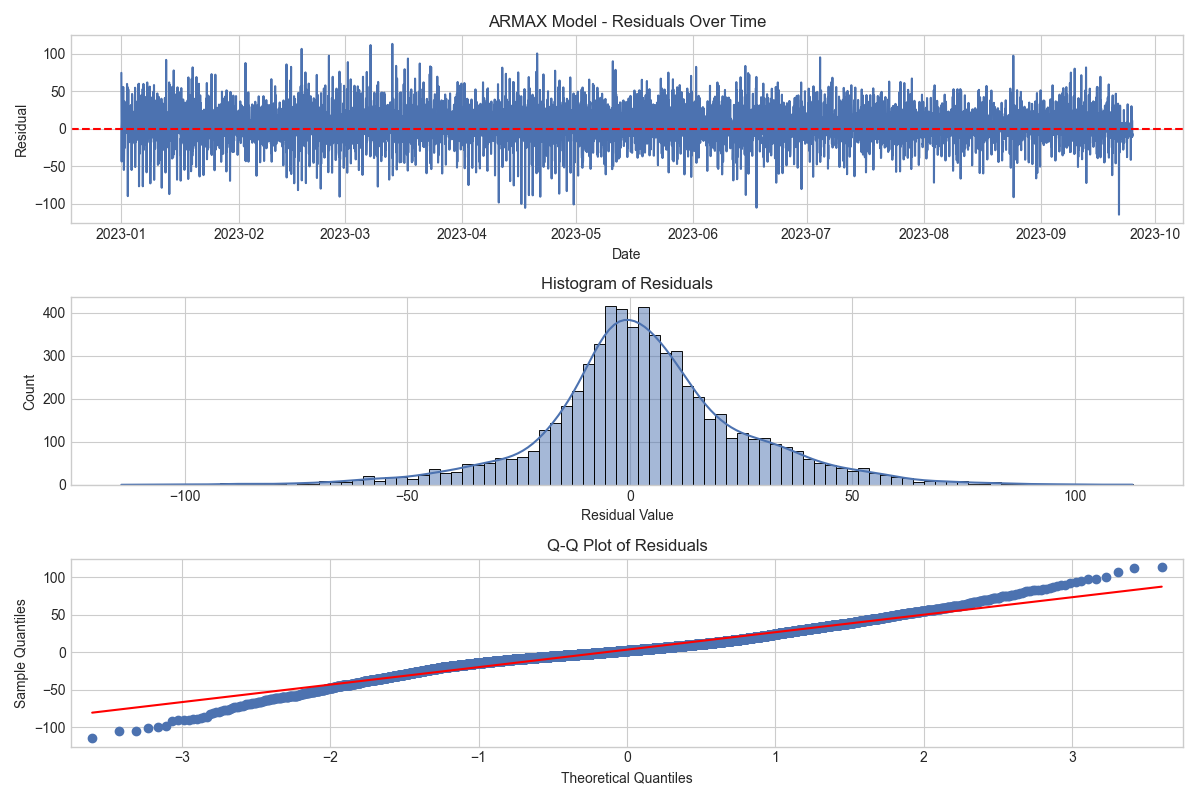 ARMAX Model - Residuals Over Time
100
50
0
−50
−100
Residual
2023-01 2023-02 2023-03 2023-04 2023-05 2023-06 2023-07 2023-08 2023-09 2023-10
Date
Histogram of Residuals
400
300
200
100
0
Count
−100 −50 0 50 100
Residual Value
Q-Q Plot of Residuals
100
50
0
−50
−100
Sample Quantiles
−3 −2 −1 0 1 2 3
Theoretical Quantiles